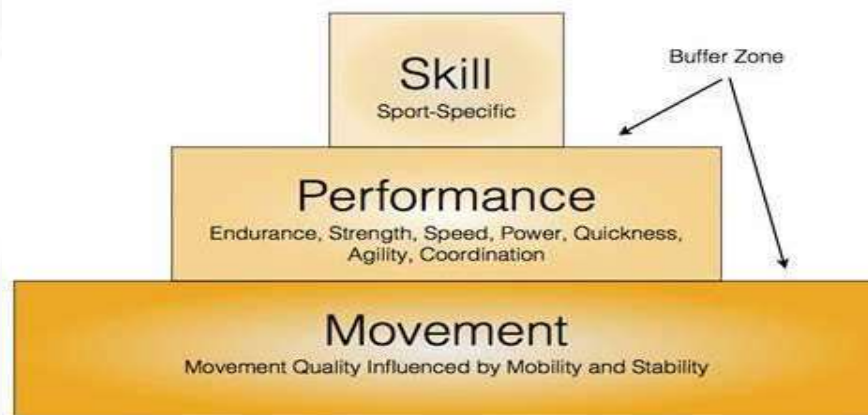 Skill
Sport-Specific
Buffer Zone
Performance
Endurance, Strength, Speed, Power, Quickness,
Agility, Coordination
Movement
Movement Quality Influenced by Mobility and Stability